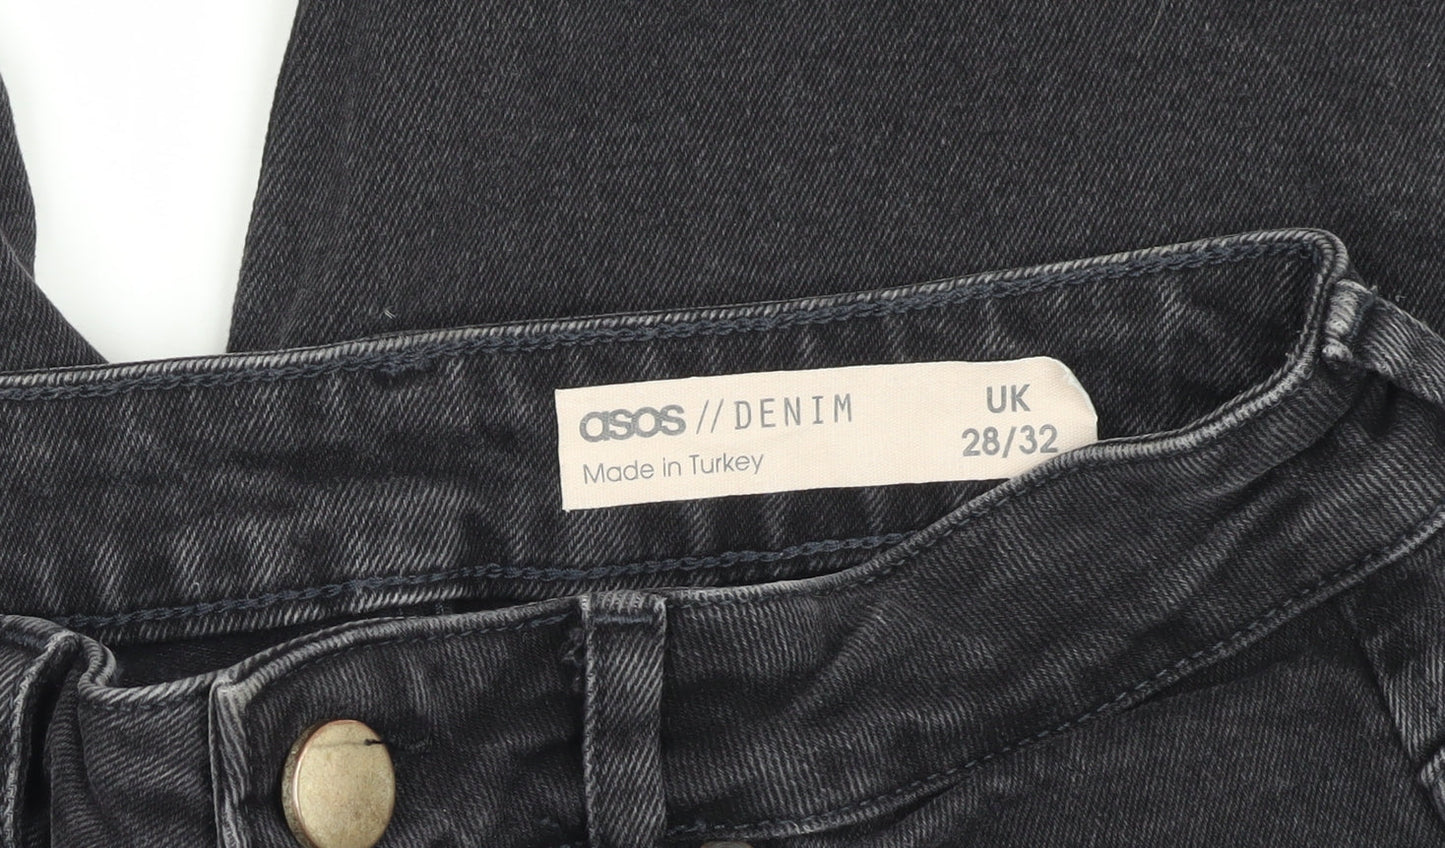 asos // DENIM
Made in Turkey
UK
28/32